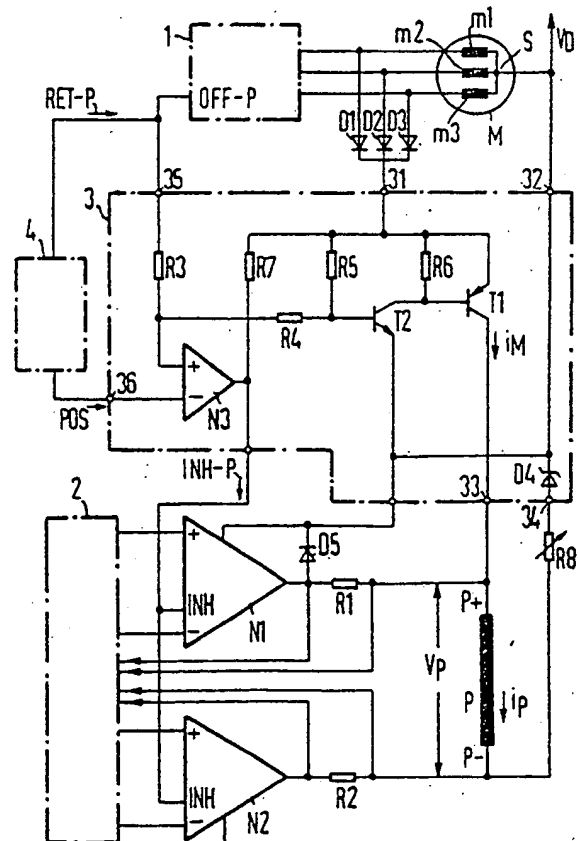 1
m1
m2
S
VD
RET-P
OFF-P
m3
M
D1 D2 D3
35
31
32
3
4
R3
R7
R5
R6
T1
R4
T2
iM
+
36
-
N3
POS
INH-P
33
D4
34
2
D5
R8
+
INH
-
N1
R1
P+
Vp
P
ip
+
INH
-
N2
R2
P-